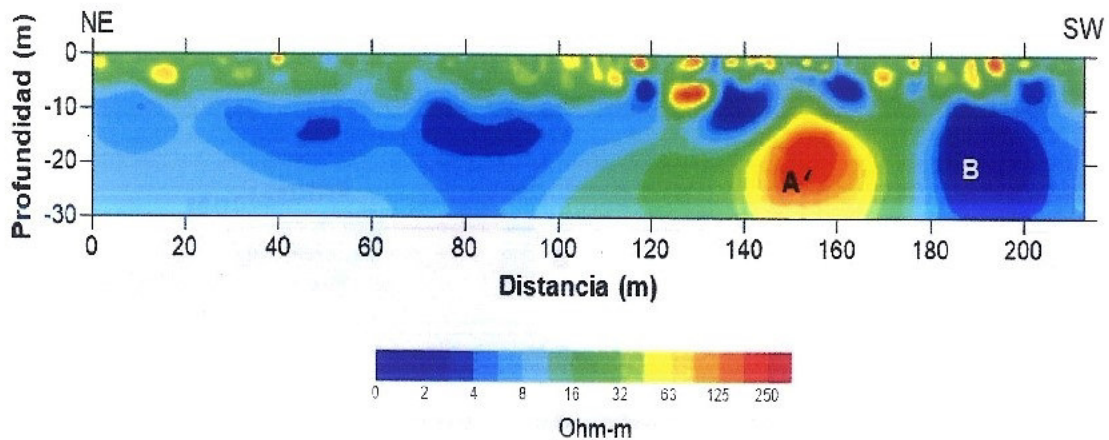 NE
SW
Profundidad (m)
0
-10
-20
-30
A'
B
0 20 40 60 80 100 120 140 160 180 200
Distancia (m)
0 2 4 8 16 32 63 125 250
Ohm-m